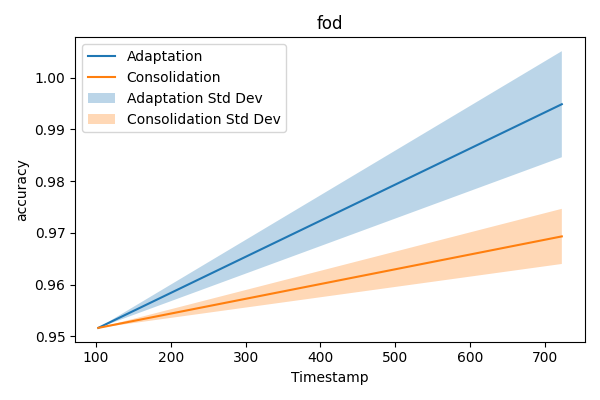 fod
Adaptation
Consolidation
Adaptation Std Dev
Consolidation Std Dev
1.00
0.99
0.98
0.97
0.96
0.95
accuracy
100 200 300 400 500 600 700
Timestamp